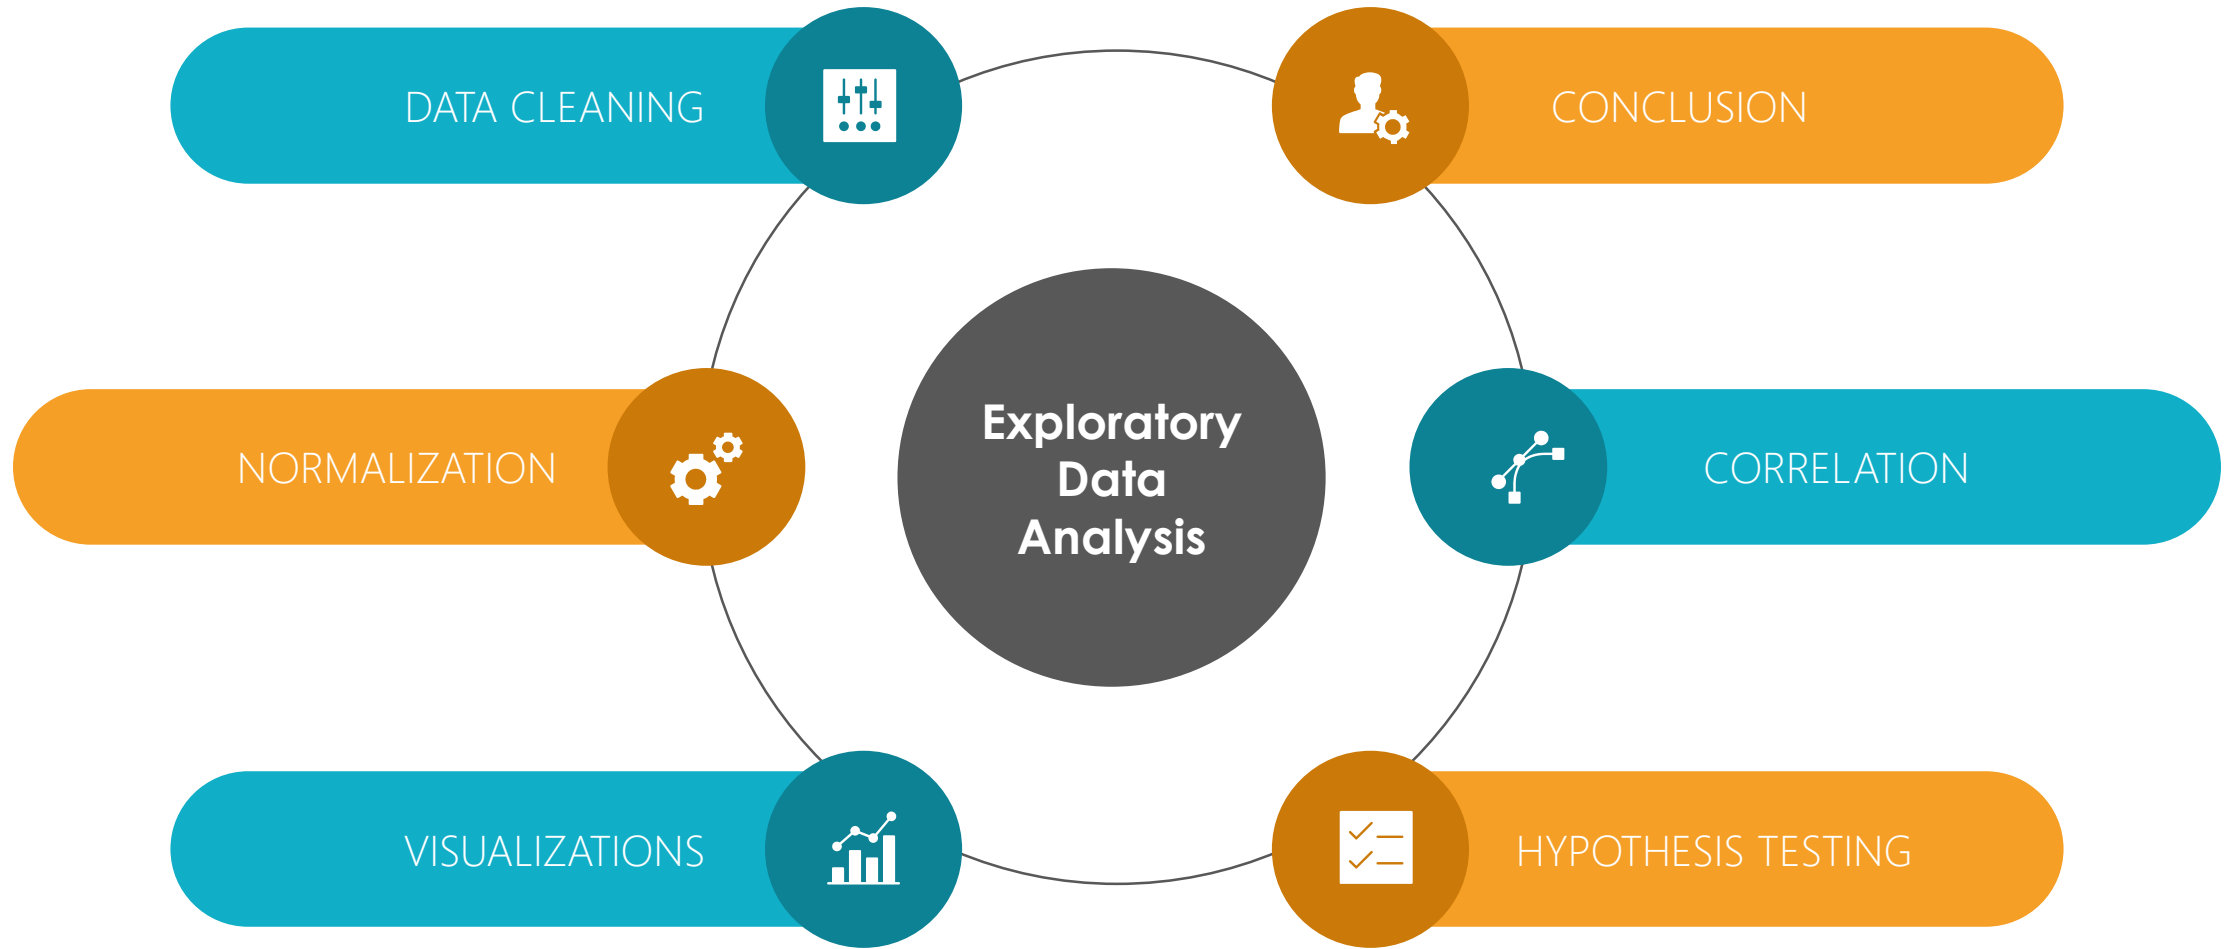 DATA CLEANING
CONCLUSION
Exploratory
Data
Analysis
NORMALIZATION
CORRELATION
VISUALIZATIONS
HYPOTHESIS TESTING